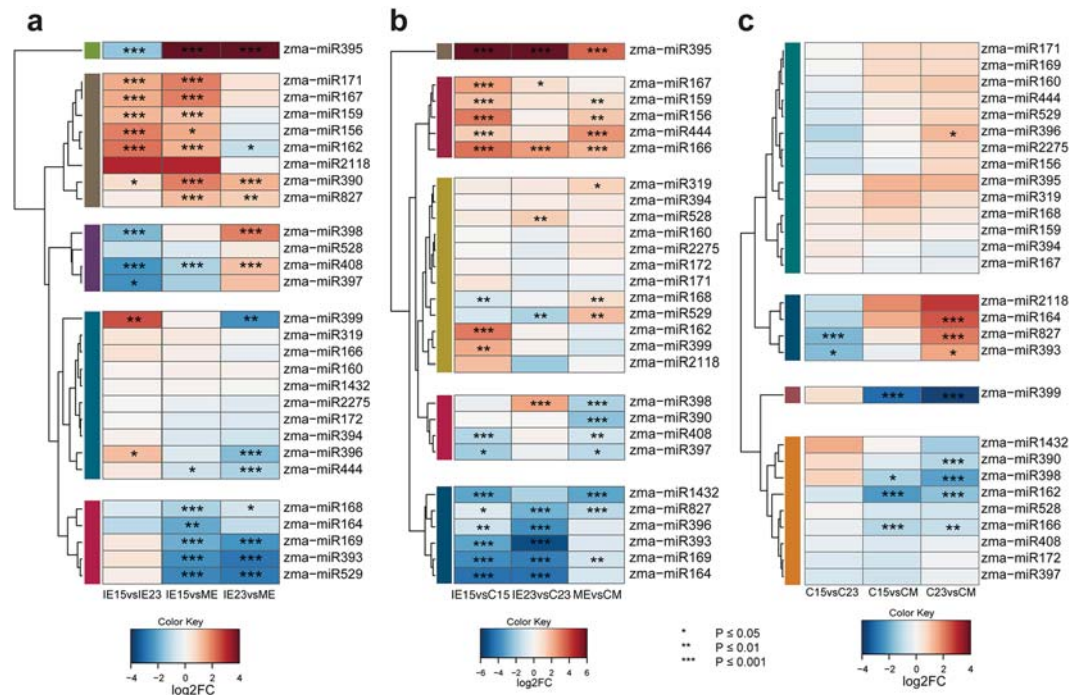 a
*** *** *** zma-miR395
*** *** zma-miR171
*** *** zma-miR167
*** *** zma-miR159
*** * zma-miR156
*** *** * zma-miR162
zma-miR2118
* *** *** zma-miR390
*** ** zma-miR827
*** *** zma-miR398
zma-miR528
*** *** *** zma-miR408
* zma-miR397
** ** zma-miR399
zma-miR319
zma-miR166
zma-miR160
zma-miR1432
zma-miR2275
zma-miR172
zma-miR394
* *** zma-miR396
* *** zma-miR444
*** * zma-miR168
** zma-miR164
*** *** zma-miR169
*** *** zma-miR393
*** *** zma-miR529
IE15vsIE23 IE15vsME IE23vsME
Color Key
-4 -2 0 2 4
log2FC
b
*** *** *** zma-miR395
*** * zma-miR167
*** ** zma-miR159
*** ** zma-miR156
*** *** zma-miR444
*** *** *** zma-miR166
* zma-miR319
zma-miR394
** zma-miR528
zma-miR160
zma-miR2275
zma-miR172
zma-miR171
** ** zma-miR168
** ** zma-miR529
*** zma-miR162
** zma-miR399
zma-miR2118
*** *** zma-miR398
*** zma-miR390
*** ** zma-miR408
* * zma-miR397
*** *** zma-miR1432
* *** *** zma-miR827
** *** zma-miR396
*** *** zma-miR393
*** *** ** zma-miR169
*** *** zma-miR164
IE15vsC15 IE23vsC23 MEvsCM
Color Key
-6 -4 -2 0 2 4 6
log2FC
* P ≤ 0.05
** P ≤ 0.01
*** P ≤ 0.001
c
zma-miR171
zma-miR169
zma-miR160
zma-miR444
zma-miR529
* zma-miR396
zma-miR2275
zma-miR156
zma-miR395
zma-miR319
zma-miR168
zma-miR159
zma-miR394
zma-miR167
zma-miR2118
*** zma-miR164
*** *** zma-miR827
* * zma-miR393
*** *** zma-miR399
zma-miR1432
*** zma-miR390
* *** zma-miR398
*** *** zma-miR162
zma-miR528
*** ** zma-miR166
zma-miR408
zma-miR172
zma-miR397
C15vsC23 C15vsCM C23vsCM
Color Key
-4 -2 0 2 4
log2FC